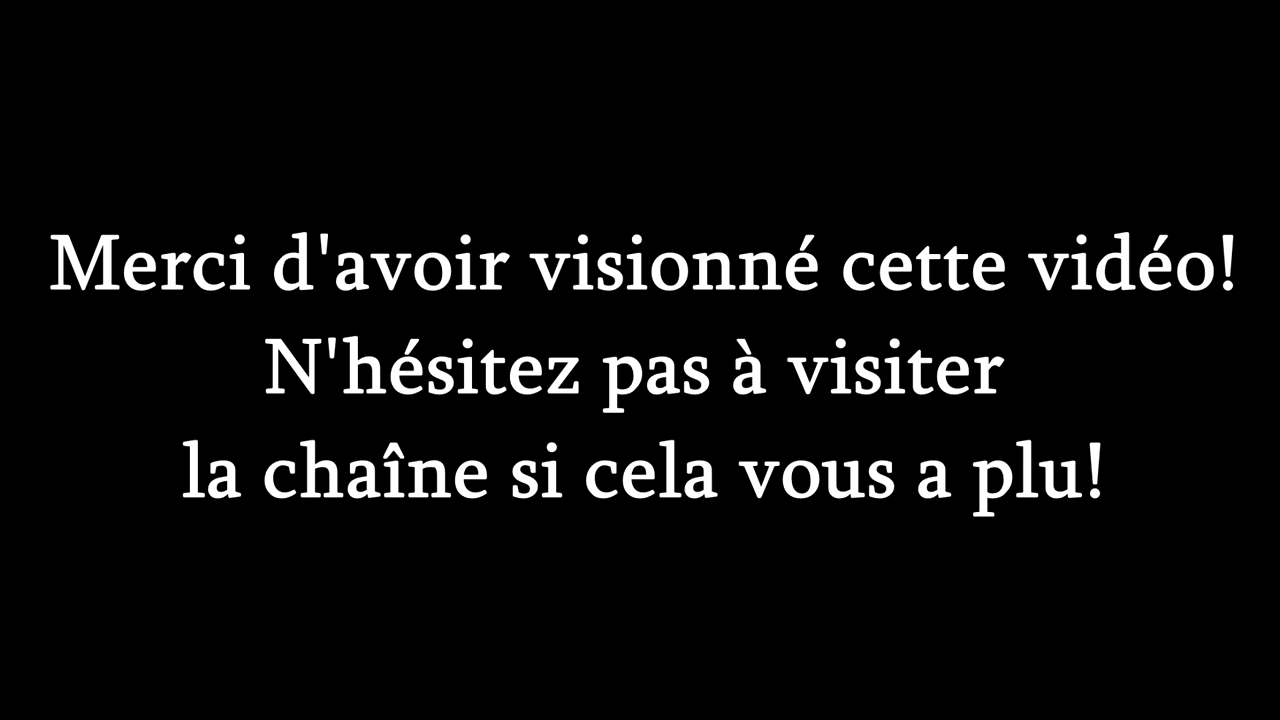 Merci d'avoir visionné cette vidéo!
N'hésitez pas à visiter
la chaîne si cela vous a plu!